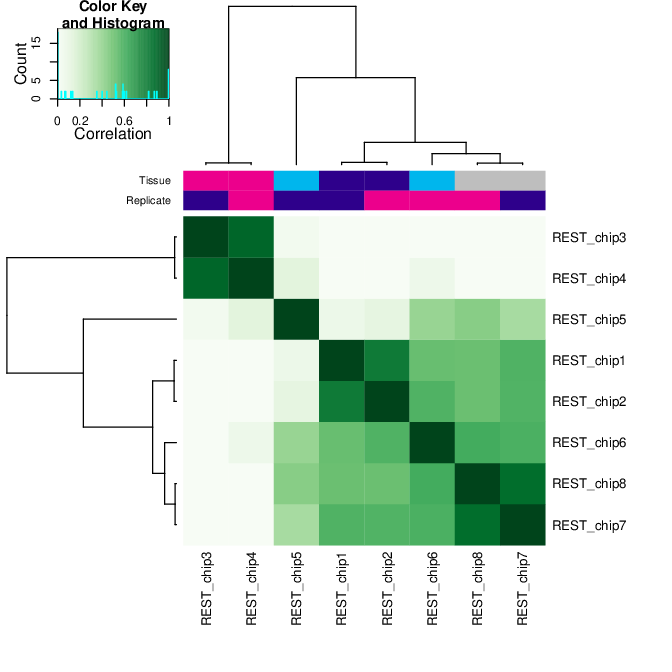 Color Key
and Histogram
Count
0 5 15
0 0.2 0.6 1
Correlation
Tissue
Replicate
REST_chip3
REST_chip4
REST_chip5
REST_chip1
REST_chip2
REST_chip6
REST_chip8
REST_chip7
REST_chip3
REST_chip4
REST_chip5
REST_chip1
REST_chip2
REST_chip6
REST_chip8
REST_chip7